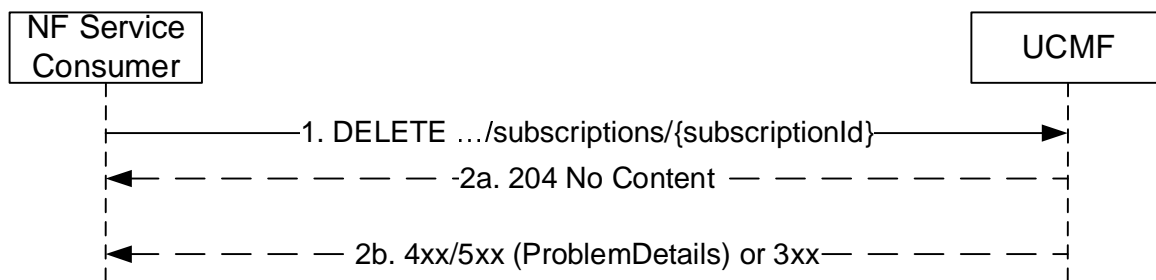 NF Service
Consumer
UCMF
1. DELETE …/subscriptions/{subscriptionId}
2a. 204 No Content
2b. 4xx/5xx (ProblemDetails) or 3xx